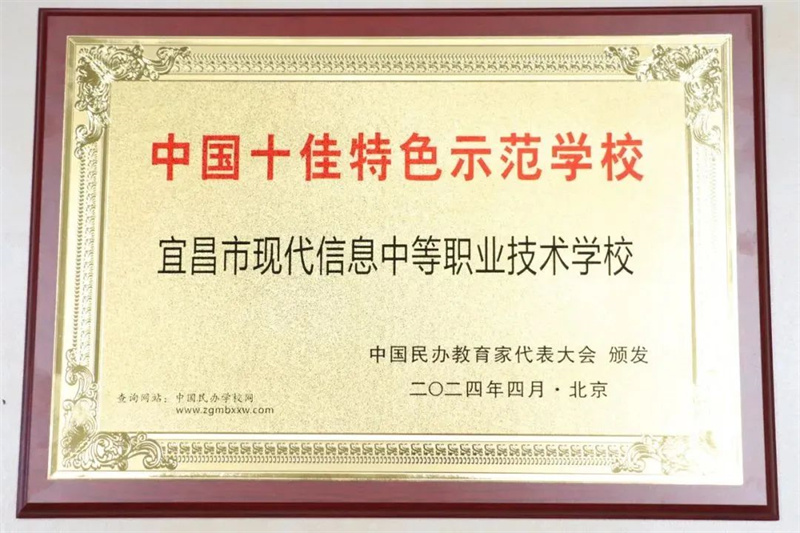 中国十佳特色示范学校
宜昌市现代信息中等职业技术学校
中国民办教育家代表大会 颁发
二〇二四年四月·北京
查询网站：中国民办学校网
www.zgmbxxw.com